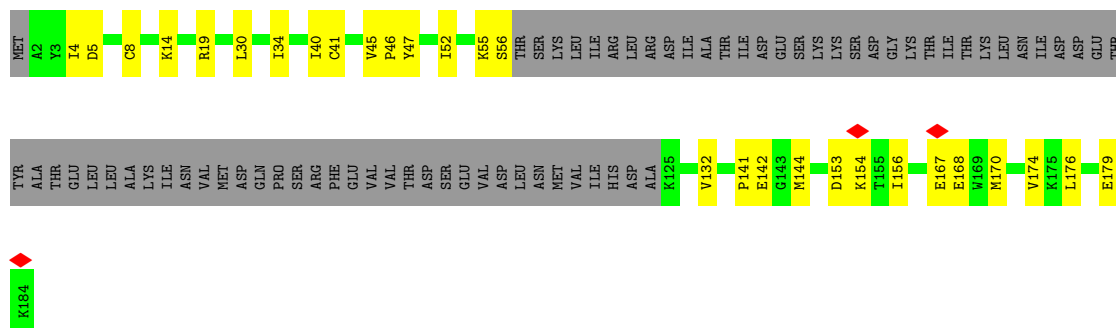 MET A2 Y3 I4 D5 C8 K14 R19 L30 I34 I40 C41 V45 P46 Y47 I52 K55 S56 THR SER LYS LEU ILE ARG LEU ARG ASP ILE ALA THR ILE ASP GLU SER LYS LYS SER ASP GLY LYS THR ILE THR LYS LEU ASN ILE ASP ASP GLU THR
TYR ALA THR GLU LEU LEU ALA LYS ILE ASN VAL MET ASP GLN PRO SER ARG PHE GLU VAL VAL THR ASP SER GLU VAL ASP LEU ASN MET VAL ILE HIS ASP ALA K125 V132 P141 E142 G143 M144 D153 K154 T155 I156 E167 E168 W169 M170 V174 K175 L176 E179
K184